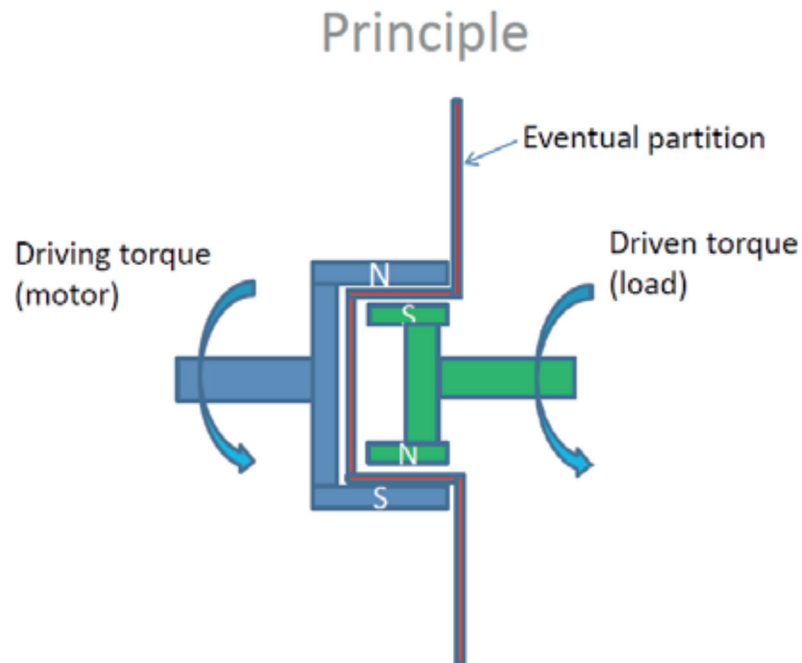 Principle
Eventual partition
Driving torque
(motor)
Driven torque
(load)
N
S
N
S